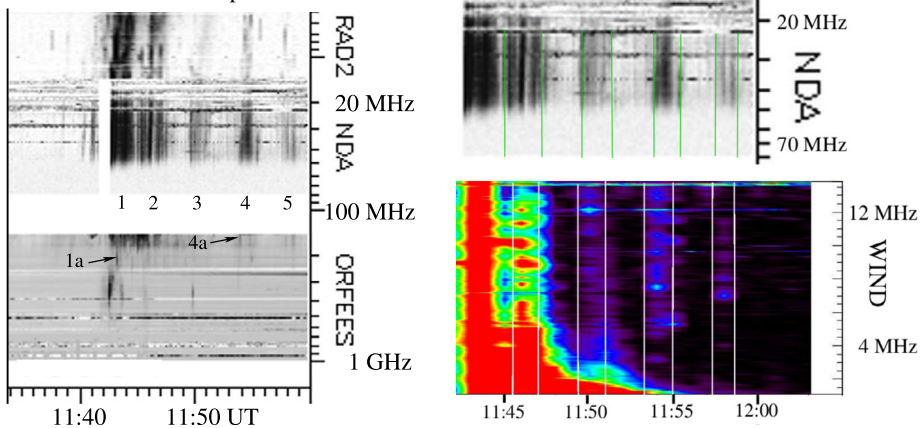 RAD2
20 MHz
NDA
1 2 3 4 5
100 MHz
4a
1a
ORFEES
1 GHz
11:40 11:50 UT
20 MHz
NDA
70 MHz
12 MHz
WIND
4 MHz
11:45 11:50 11:55 12:00